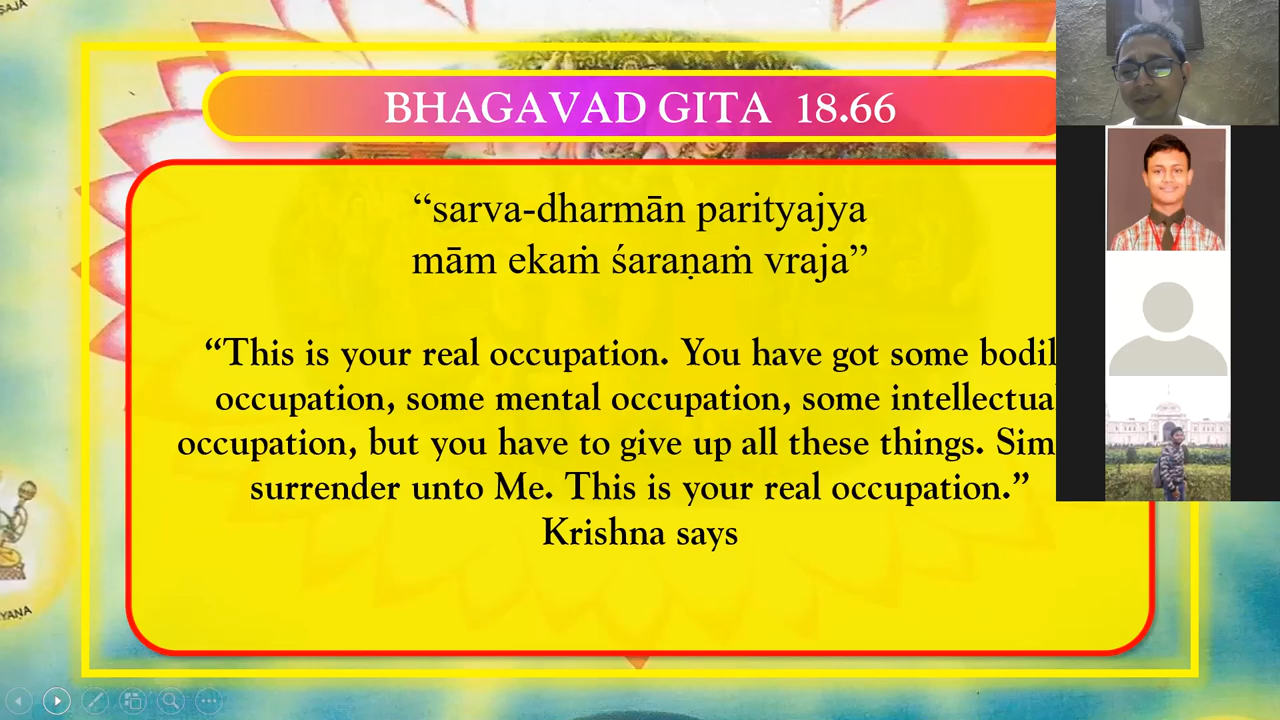 BHAGAVAD GITA 18.66
“sarva-dharmān parityajya
mām ekaṁ śaraṇaṁ vraja”
“This is your real occupation. You have got some
occupation, some mental occupation, some
occupation, but you have to give up all these things.
surrender unto Me. This is your real occupation.”
Krishna says